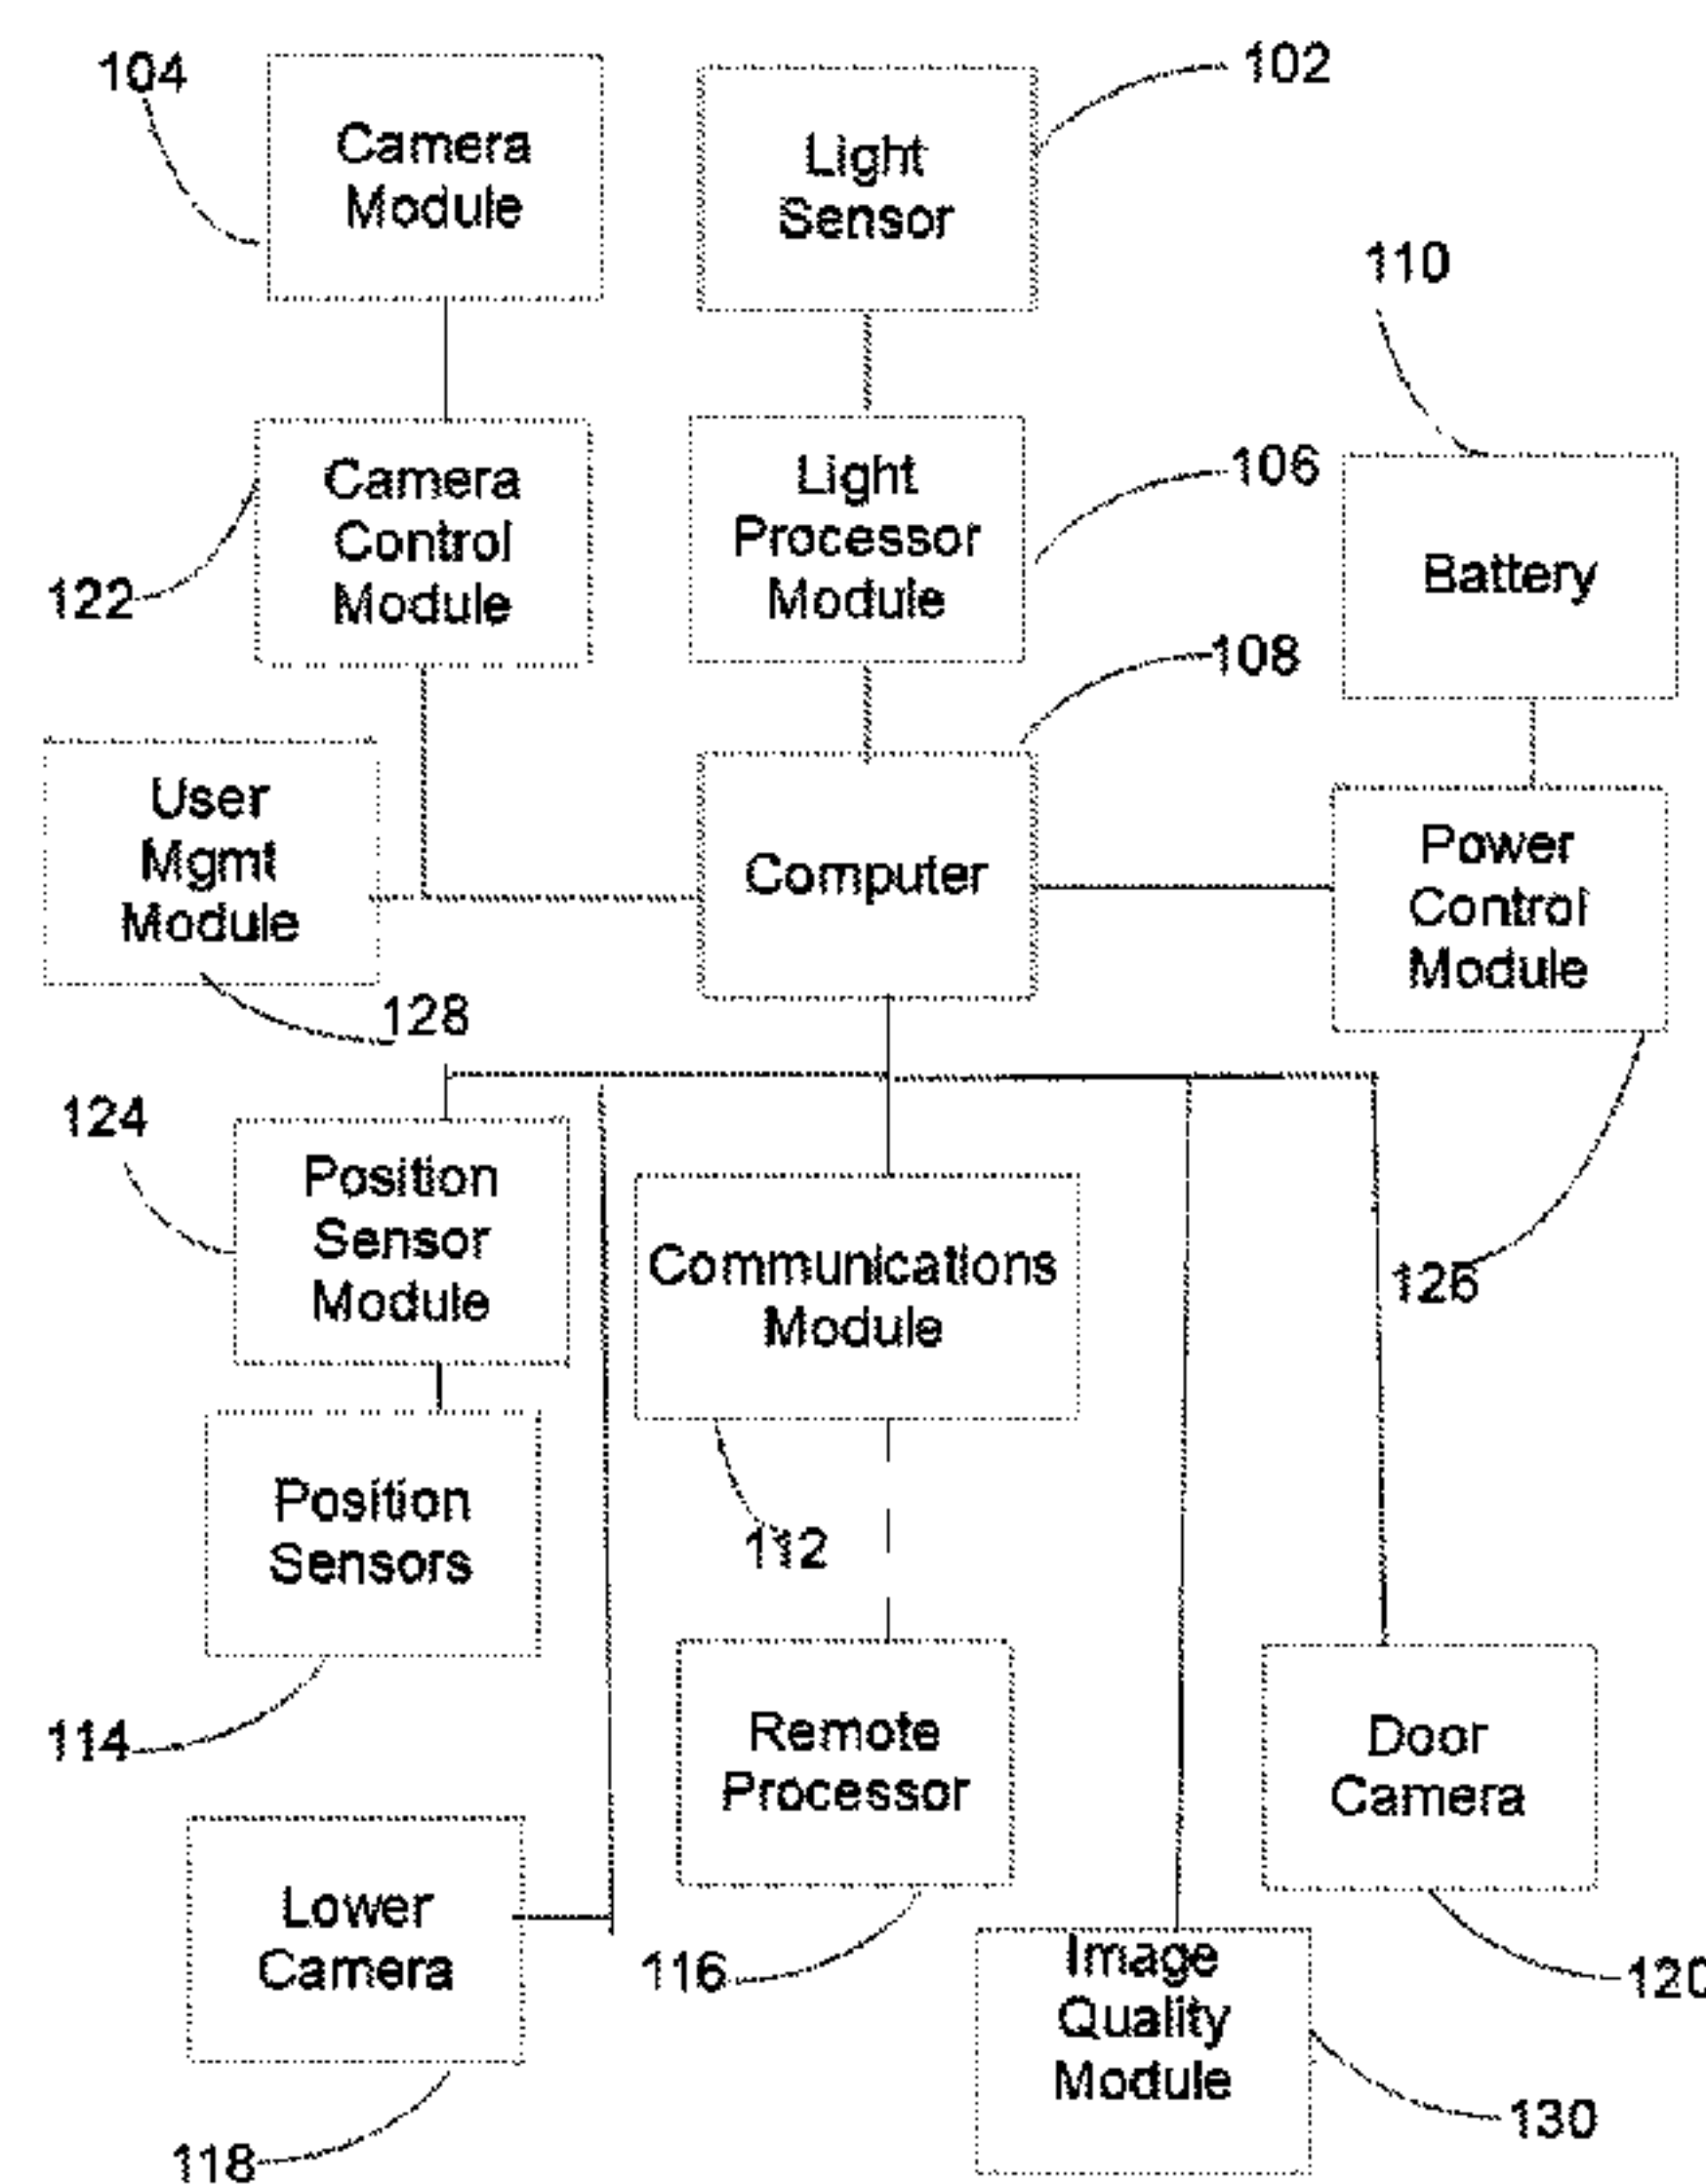 104
Camera
Module
Light
Sensor
102
110
Camera
Control
Module
122
Light
Processor
Module
106
Battery
108
User
Mgmt
Module
128
Computer
Power
Control
Module
126
124
Position
Sensor
Module
Communications
Module
112
Position
Sensors
114
Remote
Processor
116
Door
Camera
120
Lower
Camera
118
Image
Quality
Module
130